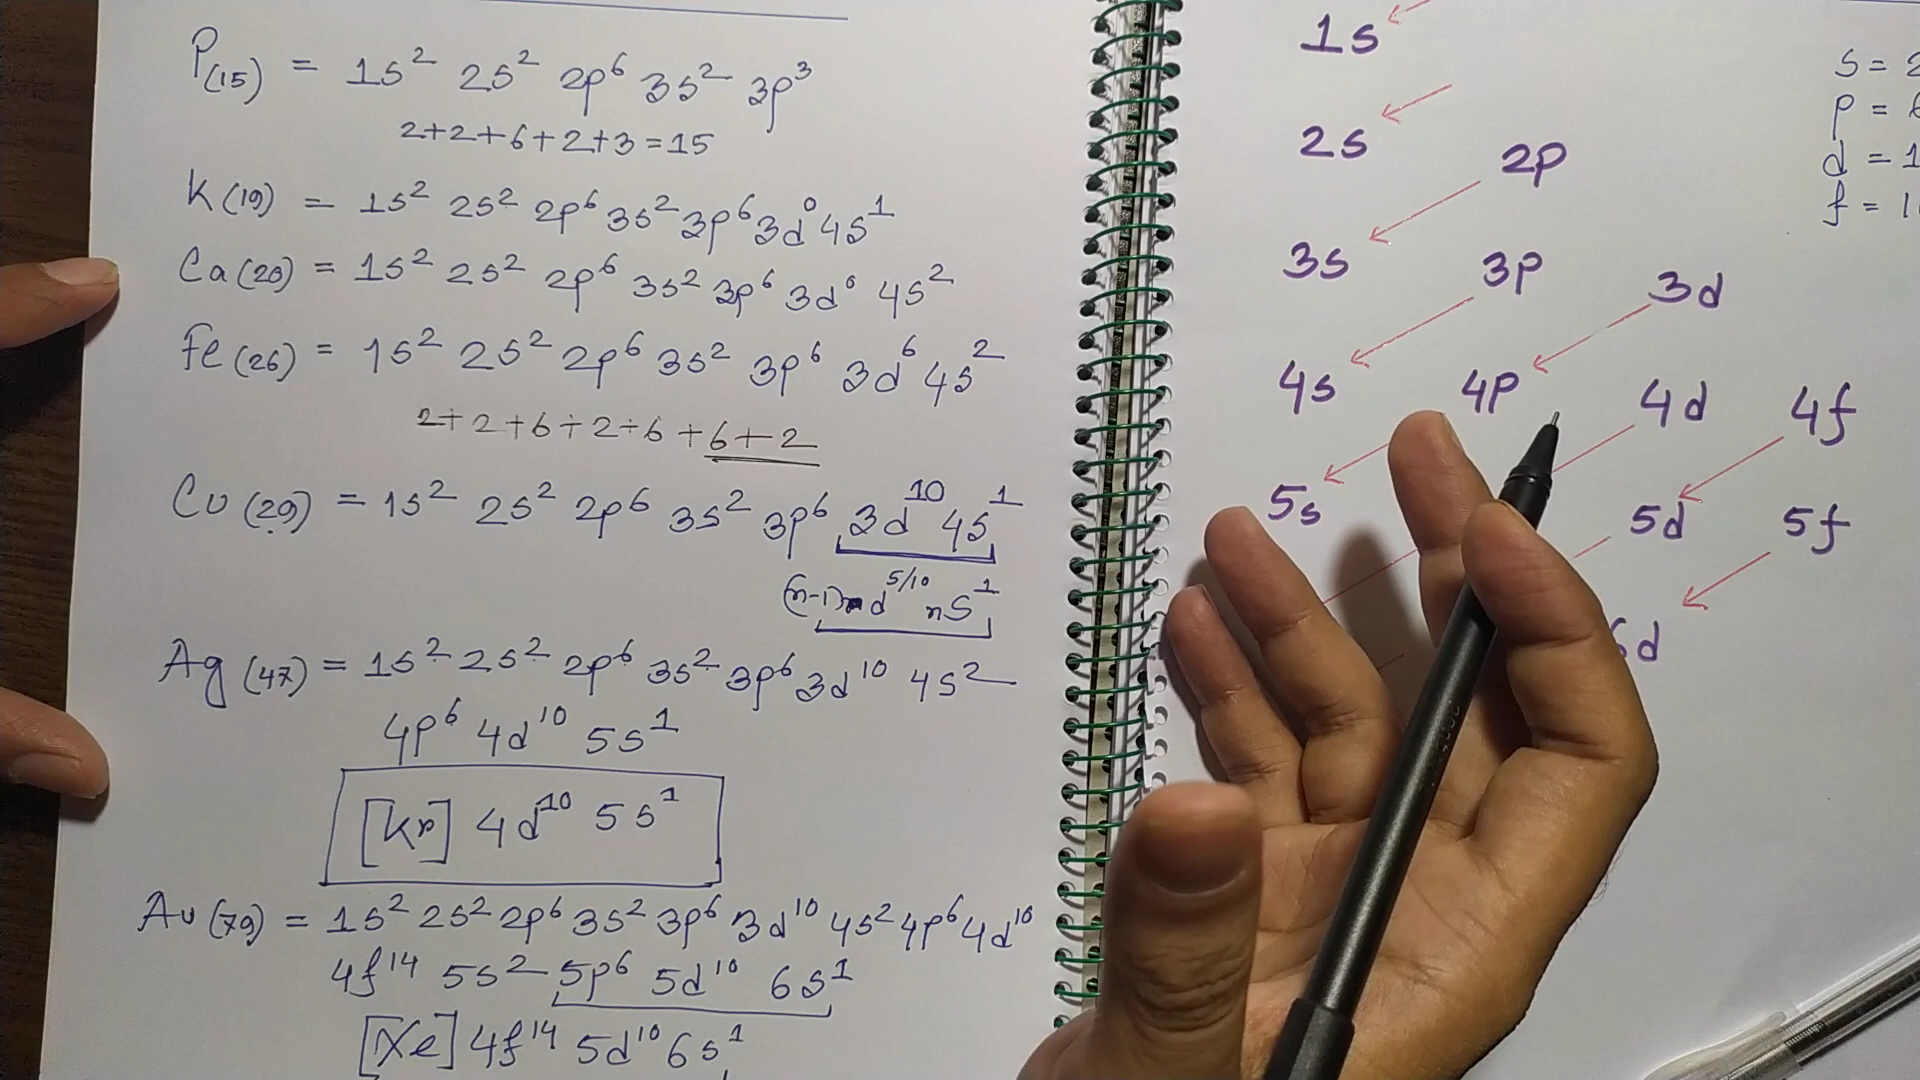 P(15) = 1s² 2s² 2p⁶ 3s² 3p³
2+2+6+2+3=15
K(19) = 1s² 2s² 2p⁶ 3s² 3p⁶ 3d⁰ 4s¹
Ca(20) = 1s² 2s² 2p⁶ 3s² 3p⁶ 3d⁰ 4s²
Fe(26) = 1s² 2s² 2p⁶ 3s² 3p⁶ 3d⁶ 4s²
2+2+6+2+6+6+2
Cu(29) = 1s² 2s² 2p⁶ 3s² 3p⁶ 3d¹⁰ 4s¹
(n-1)d⁵/¹⁰ ns¹
Ag(47) = 1s² 2s² 2p⁶ 3s² 3p⁶ 3d¹⁰ 4s²
4p⁶ 4d¹⁰ 5s¹
[Kr] 4d¹⁰ 5s¹
Au(79) = 1s² 2s² 2p⁶ 3s² 3p⁶ 3d¹⁰ 4s² 4p⁶ 4d¹⁰
4f¹⁴ 5s² 5p⁶ 5d¹⁰ 6s¹
[Xe] 4f¹⁴ 5d¹⁰ 6s¹
1s
2s 2p
3s 3p 3d
4s 4p 4d 4f
5s 5d 5f
6d
s =
p =
d = 1
f = 1